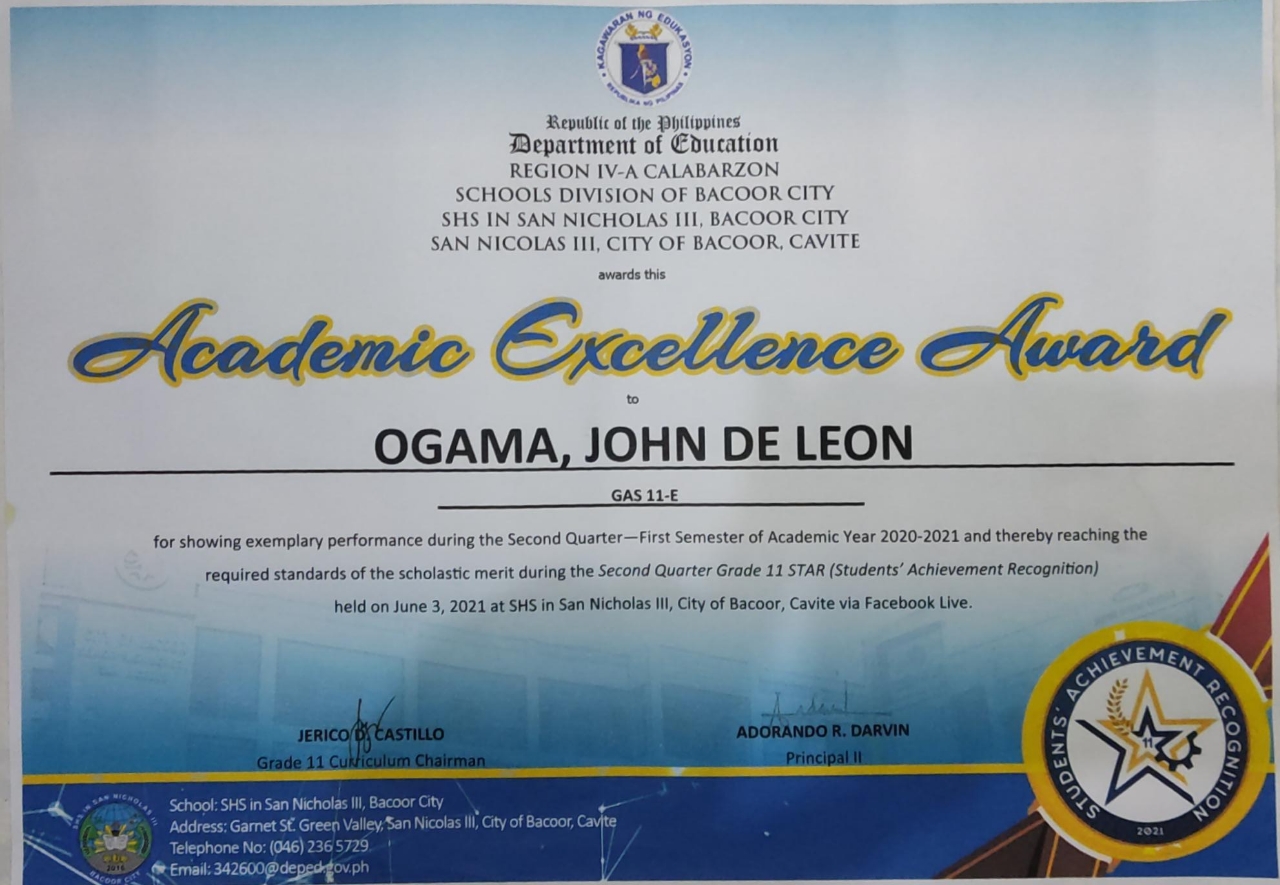 KAGAWARAN NG EDUKASYON
REPUBLIKA NG PILIPINAS
Republic of the Philippines
Department of Education
REGION IV-A CALABARZON
SCHOOLS DIVISION OF BACOOR CITY
SHS IN SAN NICHOLAS III, BACOOR CITY
SAN NICOLAS III, CITY OF BACOOR, CAVITE
awards this
Academic Excellence Award
to
OGAMA, JOHN DE LEON
GAS 11-E
for showing exemplary performance during the Second Quarter—First Semester of Academic Year 2020-2021 and thereby reaching the
required standards of the scholastic merit during the Second Quarter Grade 11 STAR (Students' Achievement Recognition)
held on June 3, 2021 at SHS in San Nicholas III, City of Bacoor, Cavite via Facebook Live.
JERICO D. CASTILLO
Grade 11 Curriculum Chairman
ADORANDO R. DARVIN
Principal II
STUDENTS' ACHIEVEMENT RECOGNITION
11
2021
SHS IN SAN NICHOLAS III
2016
BACOOR CITY
School: SHS in San Nicholas III, Bacoor City
Address: Garnet St. Green Valley, San Nicolas III, City of Bacoor, Cavite
Telephone No: (046) 236 5729
Email: 342600@deped.gov.ph